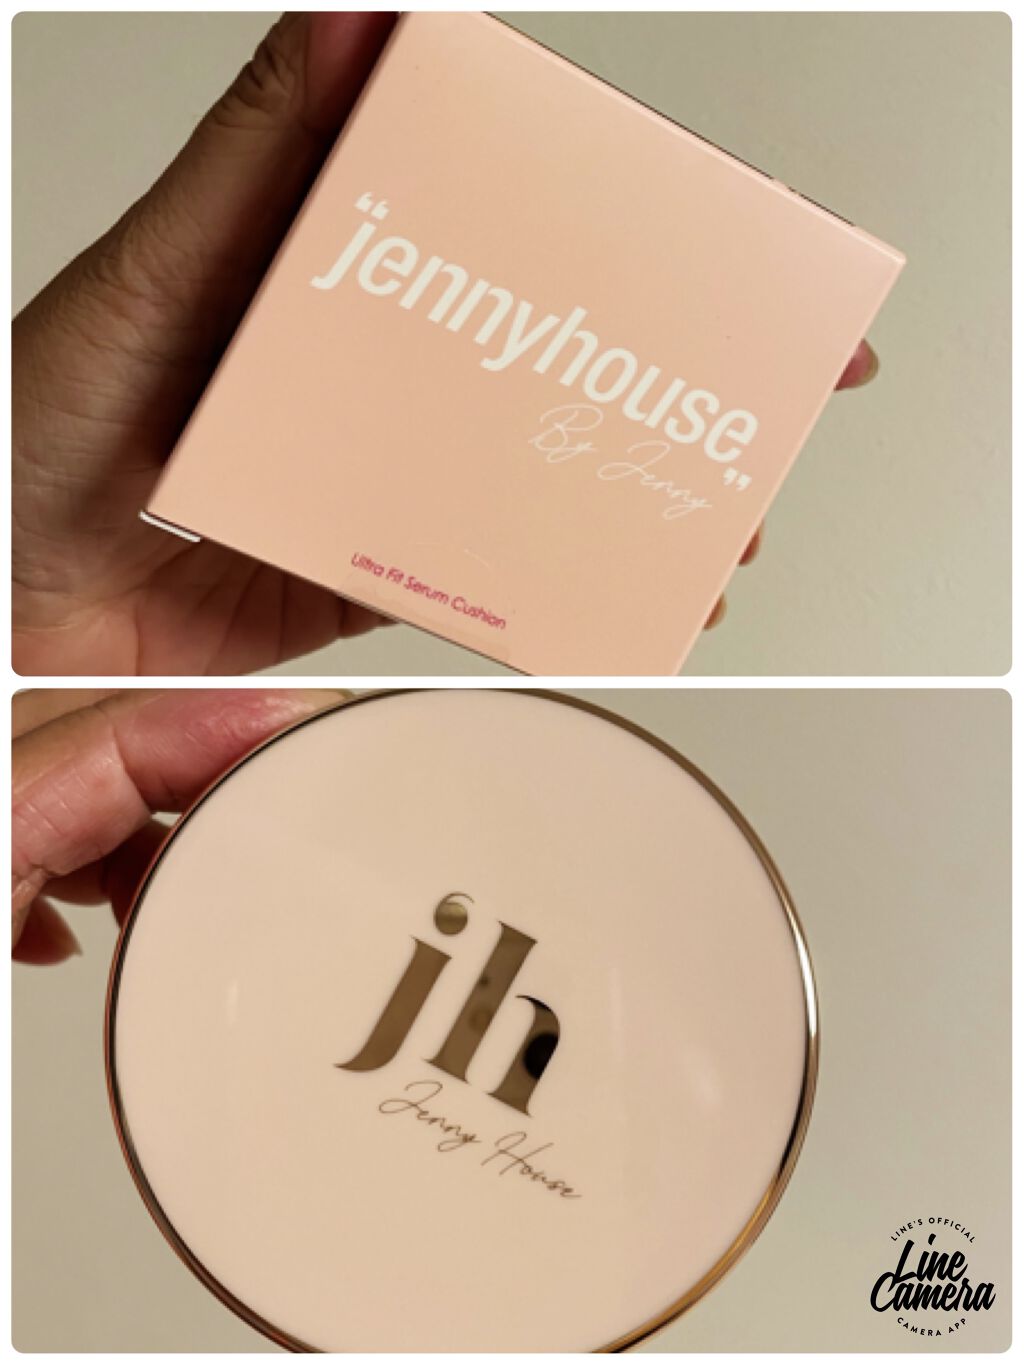 “jennyhouse”
By Jenny
Ultra Fit Serum Cushion
jh
Jenny House
LINE'S OFFICIAL
Line
Camera
CAMERA APP